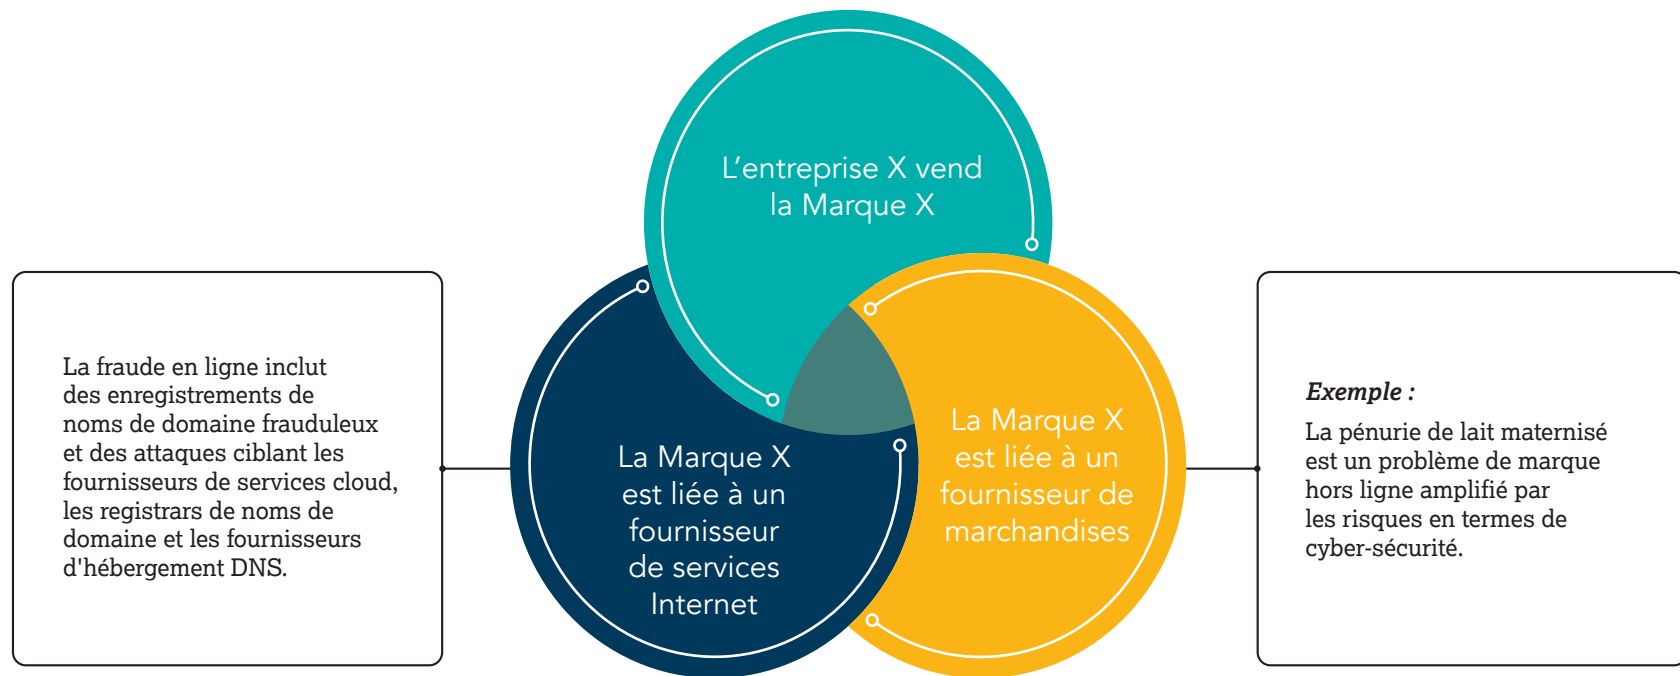 L’entreprise X vend
la Marque X
La fraude en ligne inclut
des enregistrements de
noms de domaine frauduleux
et des attaques ciblant les
fournisseurs de services cloud,
les registrars de noms de
domaine et les fournisseurs
d'hébergement DNS.
La Marque X
est liée à un
fournisseur
de services
Internet
La Marque X
est liée à un
fournisseur de
marchandises
Exemple :
La pénurie de lait maternisé
est un problème de marque
hors ligne amplifié par
les risques en termes de
cyber-sécurité.